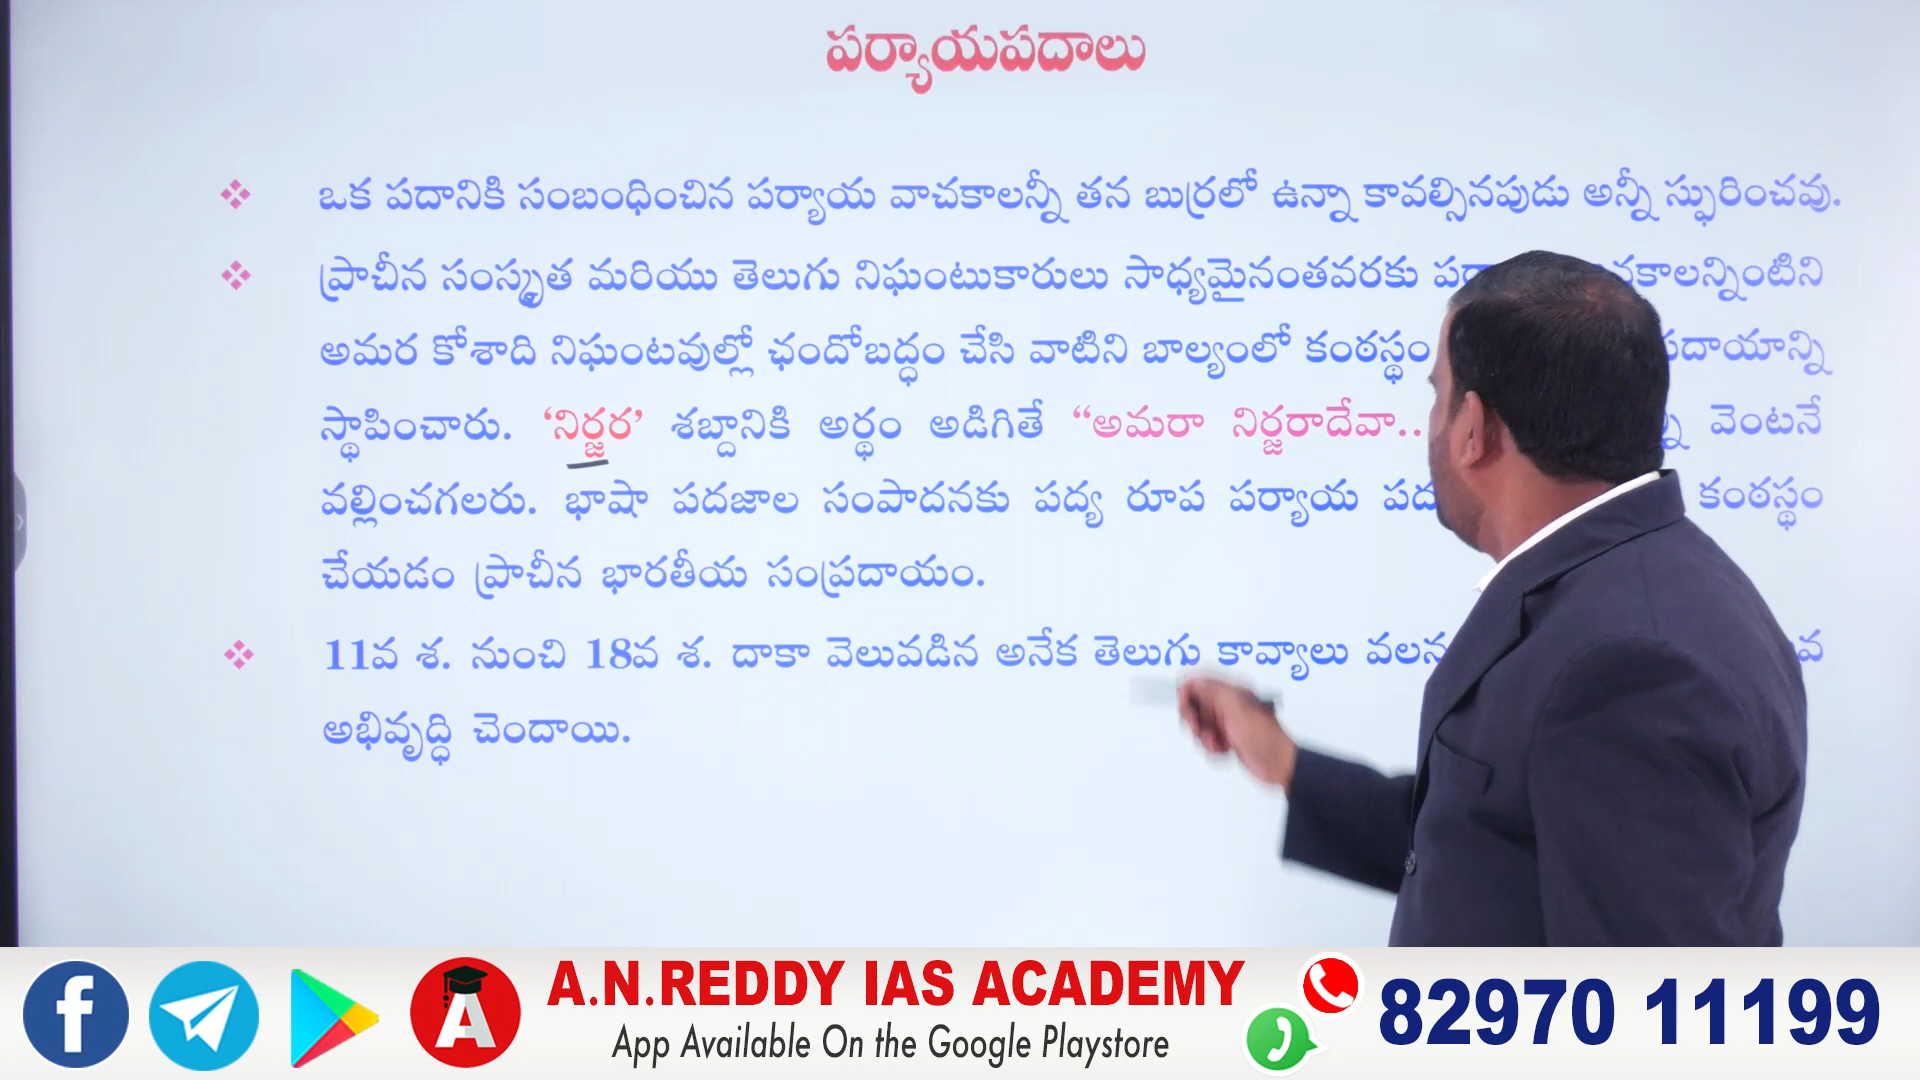 పర్యాయపదాలు
❖ ఒక పదానికి సంబంధించిన పర్యాయ వాచకాలన్నీ తన బుర్రలో ఉన్నా కావల్సినపుడు అన్నీ స్ఫురించవు.
❖ ప్రాచీన సంస్కృత మరియు తెలుగు నిఘంటుకారులు సాధ్యమైనంతవరకు
అమర కోశాది నిఘంటవుల్లో ఛందోబద్ధం చేసి వాటిని బాల్యంలో కంఠస్థం
స్థాపించారు. ‘నిర్జర’ శబ్దానికి అర్థం అడిగితే “అమరా నిర్జరాదేవా.. వెంటనే
వల్లించగలరు. భాషా పదజాల సంపాదనకు పద్య రూప పర్యాయ కంఠస్థం
చేయడం ప్రాచీన భారతీయ సంప్రదాయం.
❖ 11వ శ. నుంచి 18వ శ. దాకా వెలువడిన అనేక తెలుగు కావ్యాలు వలన
అభివృద్ధి చెందాయి.
A.N.REDDY IAS ACADEMY
App Available On the Google Playstore
82970 11199